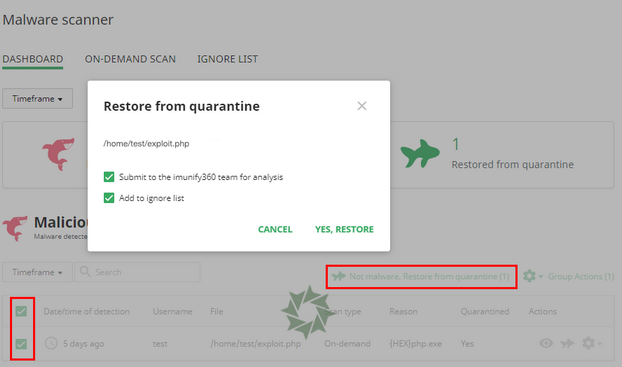 Malware scanner
DASHBOARD ON-DEMAND SCAN IGNORE LIST
Timeframe
Restore from quarantine
/home/test/exploit.php
Submit to the imunify360 team for analysis
Add to ignore list
CANCEL YES, RESTORE
1
Restored from quarantine
Malicio
Malware detecte
Timeframe Search Not malware. Restore from quarantine (1) Group Actions (1)
Date/time of detection Username File an type Reason Quarantined Actions
5 days ago test /home/test/exploit.php On-demand {HEX}php.exe Yes